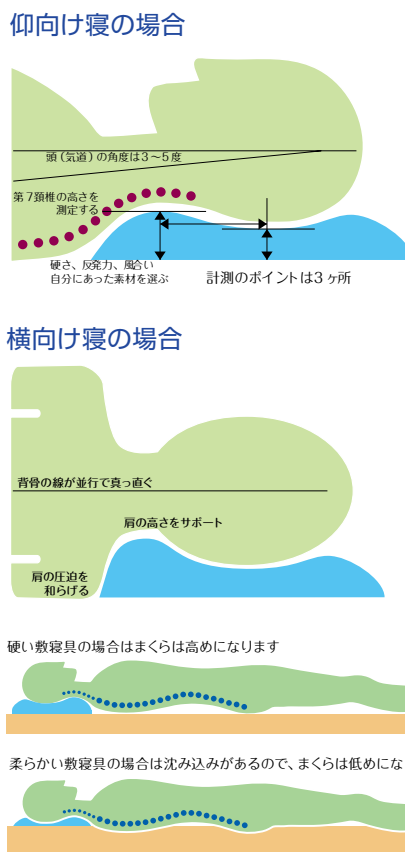 仰向け寝の場合
頭（気道）の角度は３～５度
第７頚椎の高さを
測定する
硬さ、反発力、風合い
自分にあった素材を選ぶ
計測のポイントは３ヶ所
横向け寝の場合
背骨の線が並行で真っ直ぐ
肩の高さをサポート
肩の圧迫を
和らげる
硬い敷寝具の場合はまくらは高めになります
柔らかい敷寝具の場合は沈み込みがあるので、まくらは低めにな